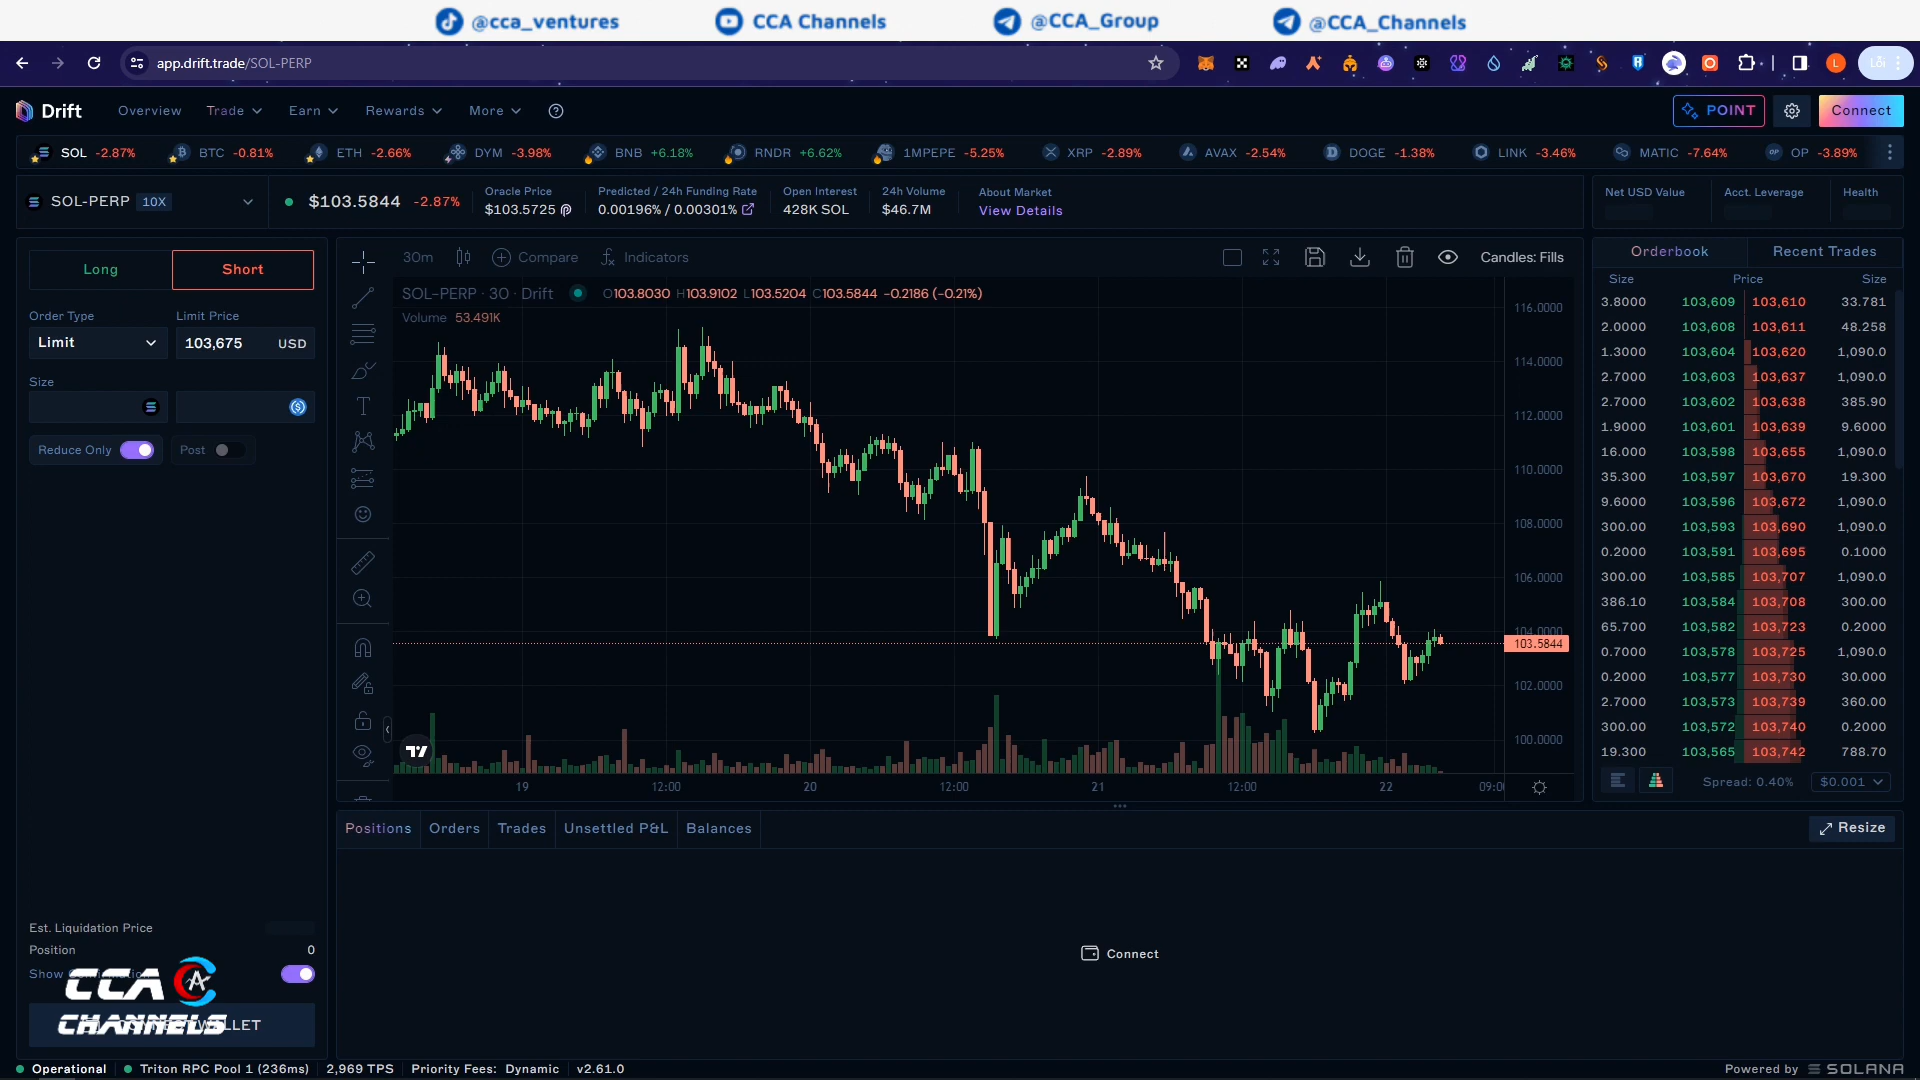 @cca_ventures CCA Channels @CCA_Group @CCA_Channels
app.drift.trade/SOL-PERP
Drift Overview Trade Earn Rewards More POINT Connect
SOL -2.87% BTC -0.81% ETH -2.66% DYM -3.98% BNB +6.18% RNDR +6.62% 1MPEPE -5.25% XRP -2.89% AVAX -2.54% DOGE -1.38% LINK -3.46% MATIC -7.64% OP -3.89%
SOL-PERP 10X $103.5844 -2.87%
Oracle Price Predicted / 24h Funding Rate Open Interest 24h Volume About Market
$103.5725 0.00196% / 0.00301% 428K SOL $46.7M View Details
Net USD Value Acct. Leverage Health
Long Short
Order Type Limit Price
Limit 103,675 USD
Size
Reduce Only Post
Est. Liquidation Price
Position 0
Show
CCA
CHANNELS
30m Compare Indicators Candles: Fills
SOL-PERP · 30 · Drift O103.8030 H103.9102 L103.5204 C103.5844 -0.2186 (-0.21%)
Volume 53.491K
116.0000
114.0000
112.0000
110.0000
108.0000
106.0000
104.0000
103.5844
102.0000
100.0000
19 12:00 20 12:00 21 12:00 22 09:00
Orderbook Recent Trades
Size Price Size
3.8000 103,609 103,610 33.781
2.0000 103,608 103,611 48.258
1.3000 103,604 103,620 1,090.0
2.7000 103,603 103,637 1,090.0
2.7000 103,602 103,638 385.90
1.9000 103,601 103,639 9.6000
16.000 103,598 103,655 1,090.0
35.300 103,597 103,670 19.300
9.6000 103,596 103,672 1,090.0
300.00 103,593 103,690 1,090.0
0.2000 103,591 103,695 0.1000
300.00 103,585 103,707 1,090.0
386.10 103,584 103,708 300.00
65.700 103,582 103,723 0.2000
0.7000 103,578 103,725 1,090.0
0.2000 103,577 103,730 30.000
2.7000 103,573 103,739 360.00
300.00 103,572 103,740 0.2000
19.300 103,565 103,742 788.70
Spread: 0.40% $0.001
Positions Orders Trades Unsettled P&L Balances Resize
Connect
Operational Triton RPC Pool 1 (236ms) 2,969 TPS Priority Fees: Dynamic v2.61.0 Powered by SOLANA